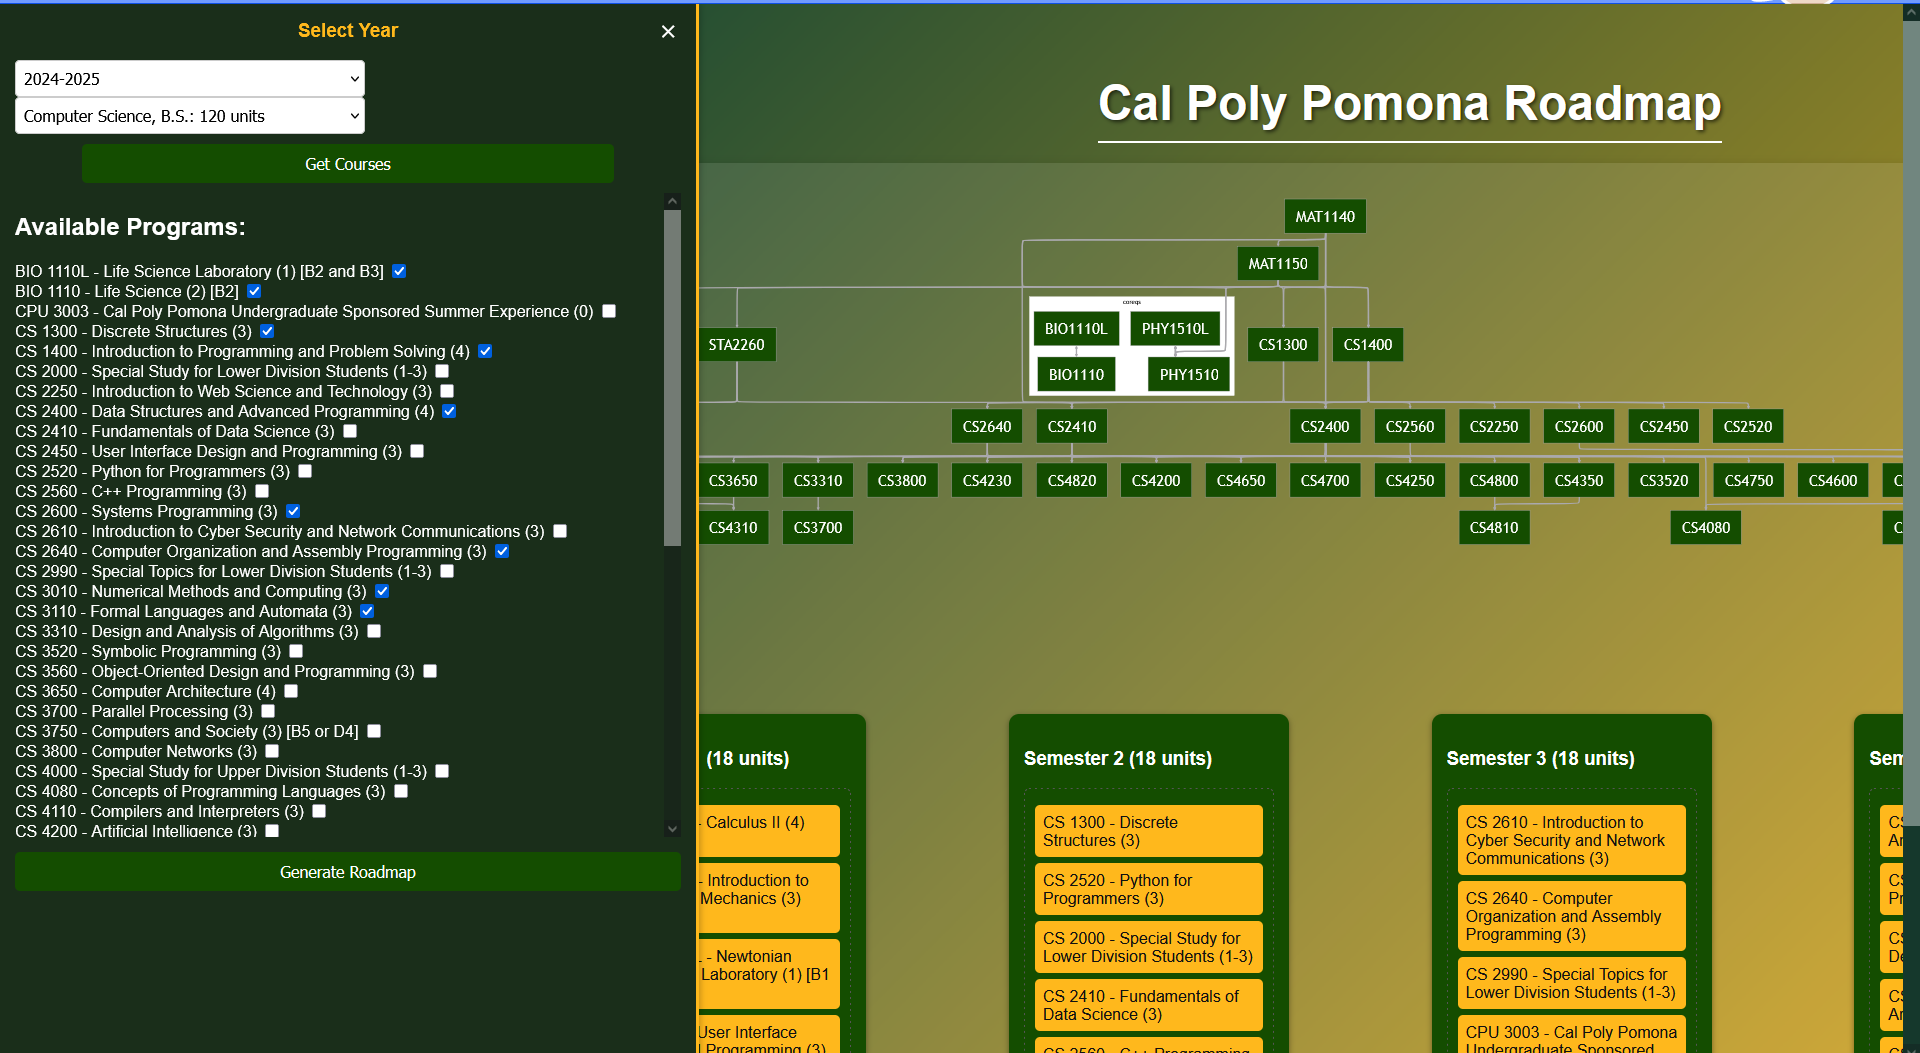 Select Year
×
2024-2025
Computer Science, B.S.: 120 units
Get Courses
Available Programs:
BIO 1110L - Life Science Laboratory (1) [B2 and B3]
BIO 1110 - Life Science (2) [B2]
CPU 3003 - Cal Poly Pomona Undergraduate Sponsored Summer Experience (0)
CS 1300 - Discrete Structures (3)
CS 1400 - Introduction to Programming and Problem Solving (4)
CS 2000 - Special Study for Lower Division Students (1-3)
CS 2250 - Introduction to Web Science and Technology (3)
CS 2400 - Data Structures and Advanced Programming (4)
CS 2410 - Fundamentals of Data Science (3)
CS 2450 - User Interface Design and Programming (3)
CS 2520 - Python for Programmers (3)
CS 2560 - C++ Programming (3)
CS 2600 - Systems Programming (3)
CS 2610 - Introduction to Cyber Security and Network Communications (3)
CS 2640 - Computer Organization and Assembly Programming (3)
CS 2990 - Special Topics for Lower Division Students (1-3)
CS 3010 - Numerical Methods and Computing (3)
CS 3110 - Formal Languages and Automata (3)
CS 3310 - Design and Analysis of Algorithms (3)
CS 3520 - Symbolic Programming (3)
CS 3560 - Object-Oriented Design and Programming (3)
CS 3650 - Computer Architecture (4)
CS 3700 - Parallel Processing (3)
CS 3750 - Computers and Society (3) [B5 or D4]
CS 3800 - Computer Networks (3)
CS 4000 - Special Study for Upper Division Students (1-3)
CS 4080 - Concepts of Programming Languages (3)
CS 4110 - Compilers and Interpreters (3)
CS 4200 - Artificial Intelligence (3)
Generate Roadmap
Cal Poly Pomona Roadmap
MAT1140
MAT1150
coreqs
STA2260
BIO1110L
PHY1510L
CS1300
CS1400
BIO1110
PHY1510
CS2640
CS2410
CS2400
CS2560
CS2250
CS2600
CS2450
CS2520
CS3650
CS3310
CS3800
CS4230
CS4820
CS4200
CS4650
CS4700
CS4250
CS4800
CS4350
CS3520
CS4750
CS4600
C
CS4310
CS3700
CS4810
CS4080
C
(18 units)
- Calculus II (4)
- Introduction to
Mechanics (3)
- Newtonian
Laboratory (1) [B1
User Interface
Programming (3)
Semester 2 (18 units)
CS 1300 - Discrete
Structures (3)
CS 2520 - Python for
Programmers (3)
CS 2000 - Special Study for
Lower Division Students (1-3)
CS 2410 - Fundamentals of
Data Science (3)
CS 2560 - C++ Programming
Semester 3 (18 units)
CS 2610 - Introduction to
Cyber Security and Network
Communications (3)
CS 2640 - Computer
Organization and Assembly
Programming (3)
CS 2990 - Special Topics for
Lower Division Students (1-3)
CPU 3003 - Cal Poly Pomona
Undergraduate Sponsored
Sem